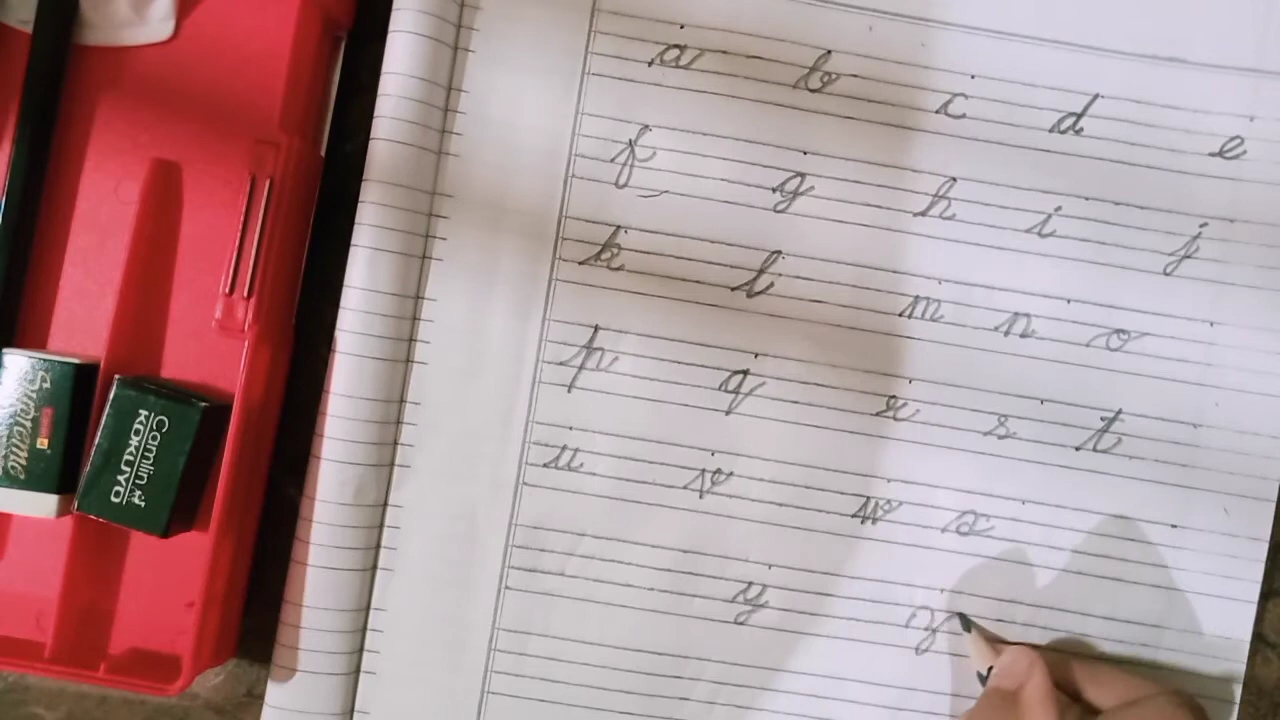 a b c d e
f g h i j
k l m n o
p q r s t
u v w x
y z
Supreme
Camlin
KOKUYO